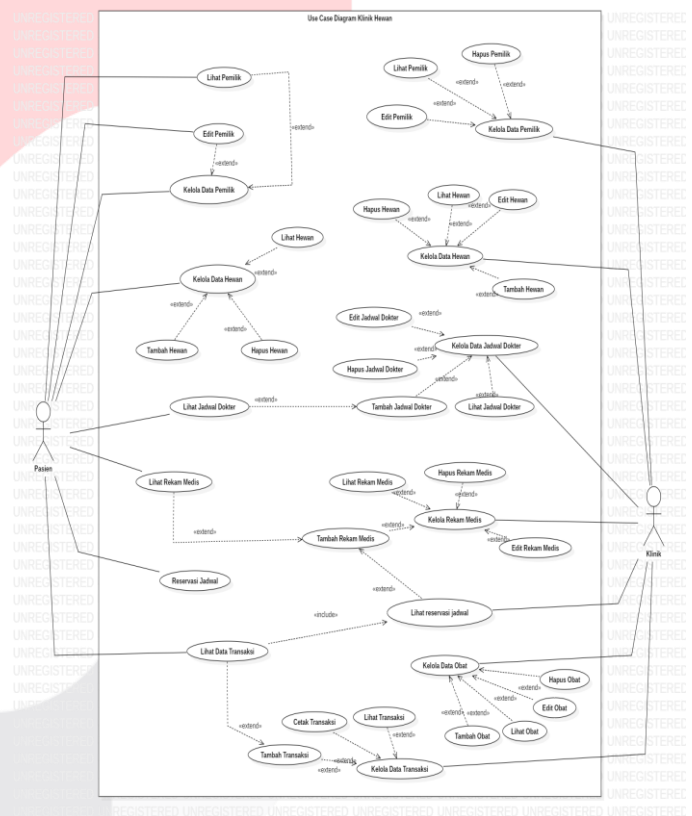 Use Case Diagram Klinik Hewan
Hapus Pemilik
Lihat Pemilik
Lihat Pemilik
«extend»
«extend»
«extend»
Edit Pemilik
«extend»
Edit Pemilik
Kelola Data Pemilik
«extend»
Kelola Data Pemilik
Lihat Hewan
Edit Hewan
Hapus Hewan
«extend»
«extend»
«extend»
Lihat Hewan
Kelola Data Hewan
«extend»
Kelola Data Hewan
Tambah Hewan
«extend»
«extend»
Edit Jadwal Dokter
«extend»
«extend»
Kelola Data Jadwal Dokter
Tambah Hewan
Hapus Hewan
«extend»
Hapus Jadwal Dokter
«extend»
«extend»
Lihat Jadwal Dokter
«extend»
Tambah Jadwal Dokter
Lihat Jadwal Dokter
Pasien
Lihat Rekam Medis
Lihat Rekam Medis
Hapus Rekam Medis
«extend»
«extend»
Kelola Rekam Medis
«extend»
«extend»
Tambah Rekam Medis
«extend»
Edit Rekam Medis
Klinik
Reservasi Jadwal
«extend»
Lihat reservasi jadwal
«include»
Lihat Data Transaksi
Kelola Data Obat
Hapus Obat
«extend»
Edit Obat
«extend»
«extend»
«extend»
Lihat Obat
Tambah Obat
Lihat Transaksi
Cetak Transaksi
«extend»
«extend»
Tambah Transaksi
«extend»
«extend»
Kelola Data Transaksi
UNREGISTERED UNREGISTERED UNREGISTERED UNREGISTERED UNREGISTERED